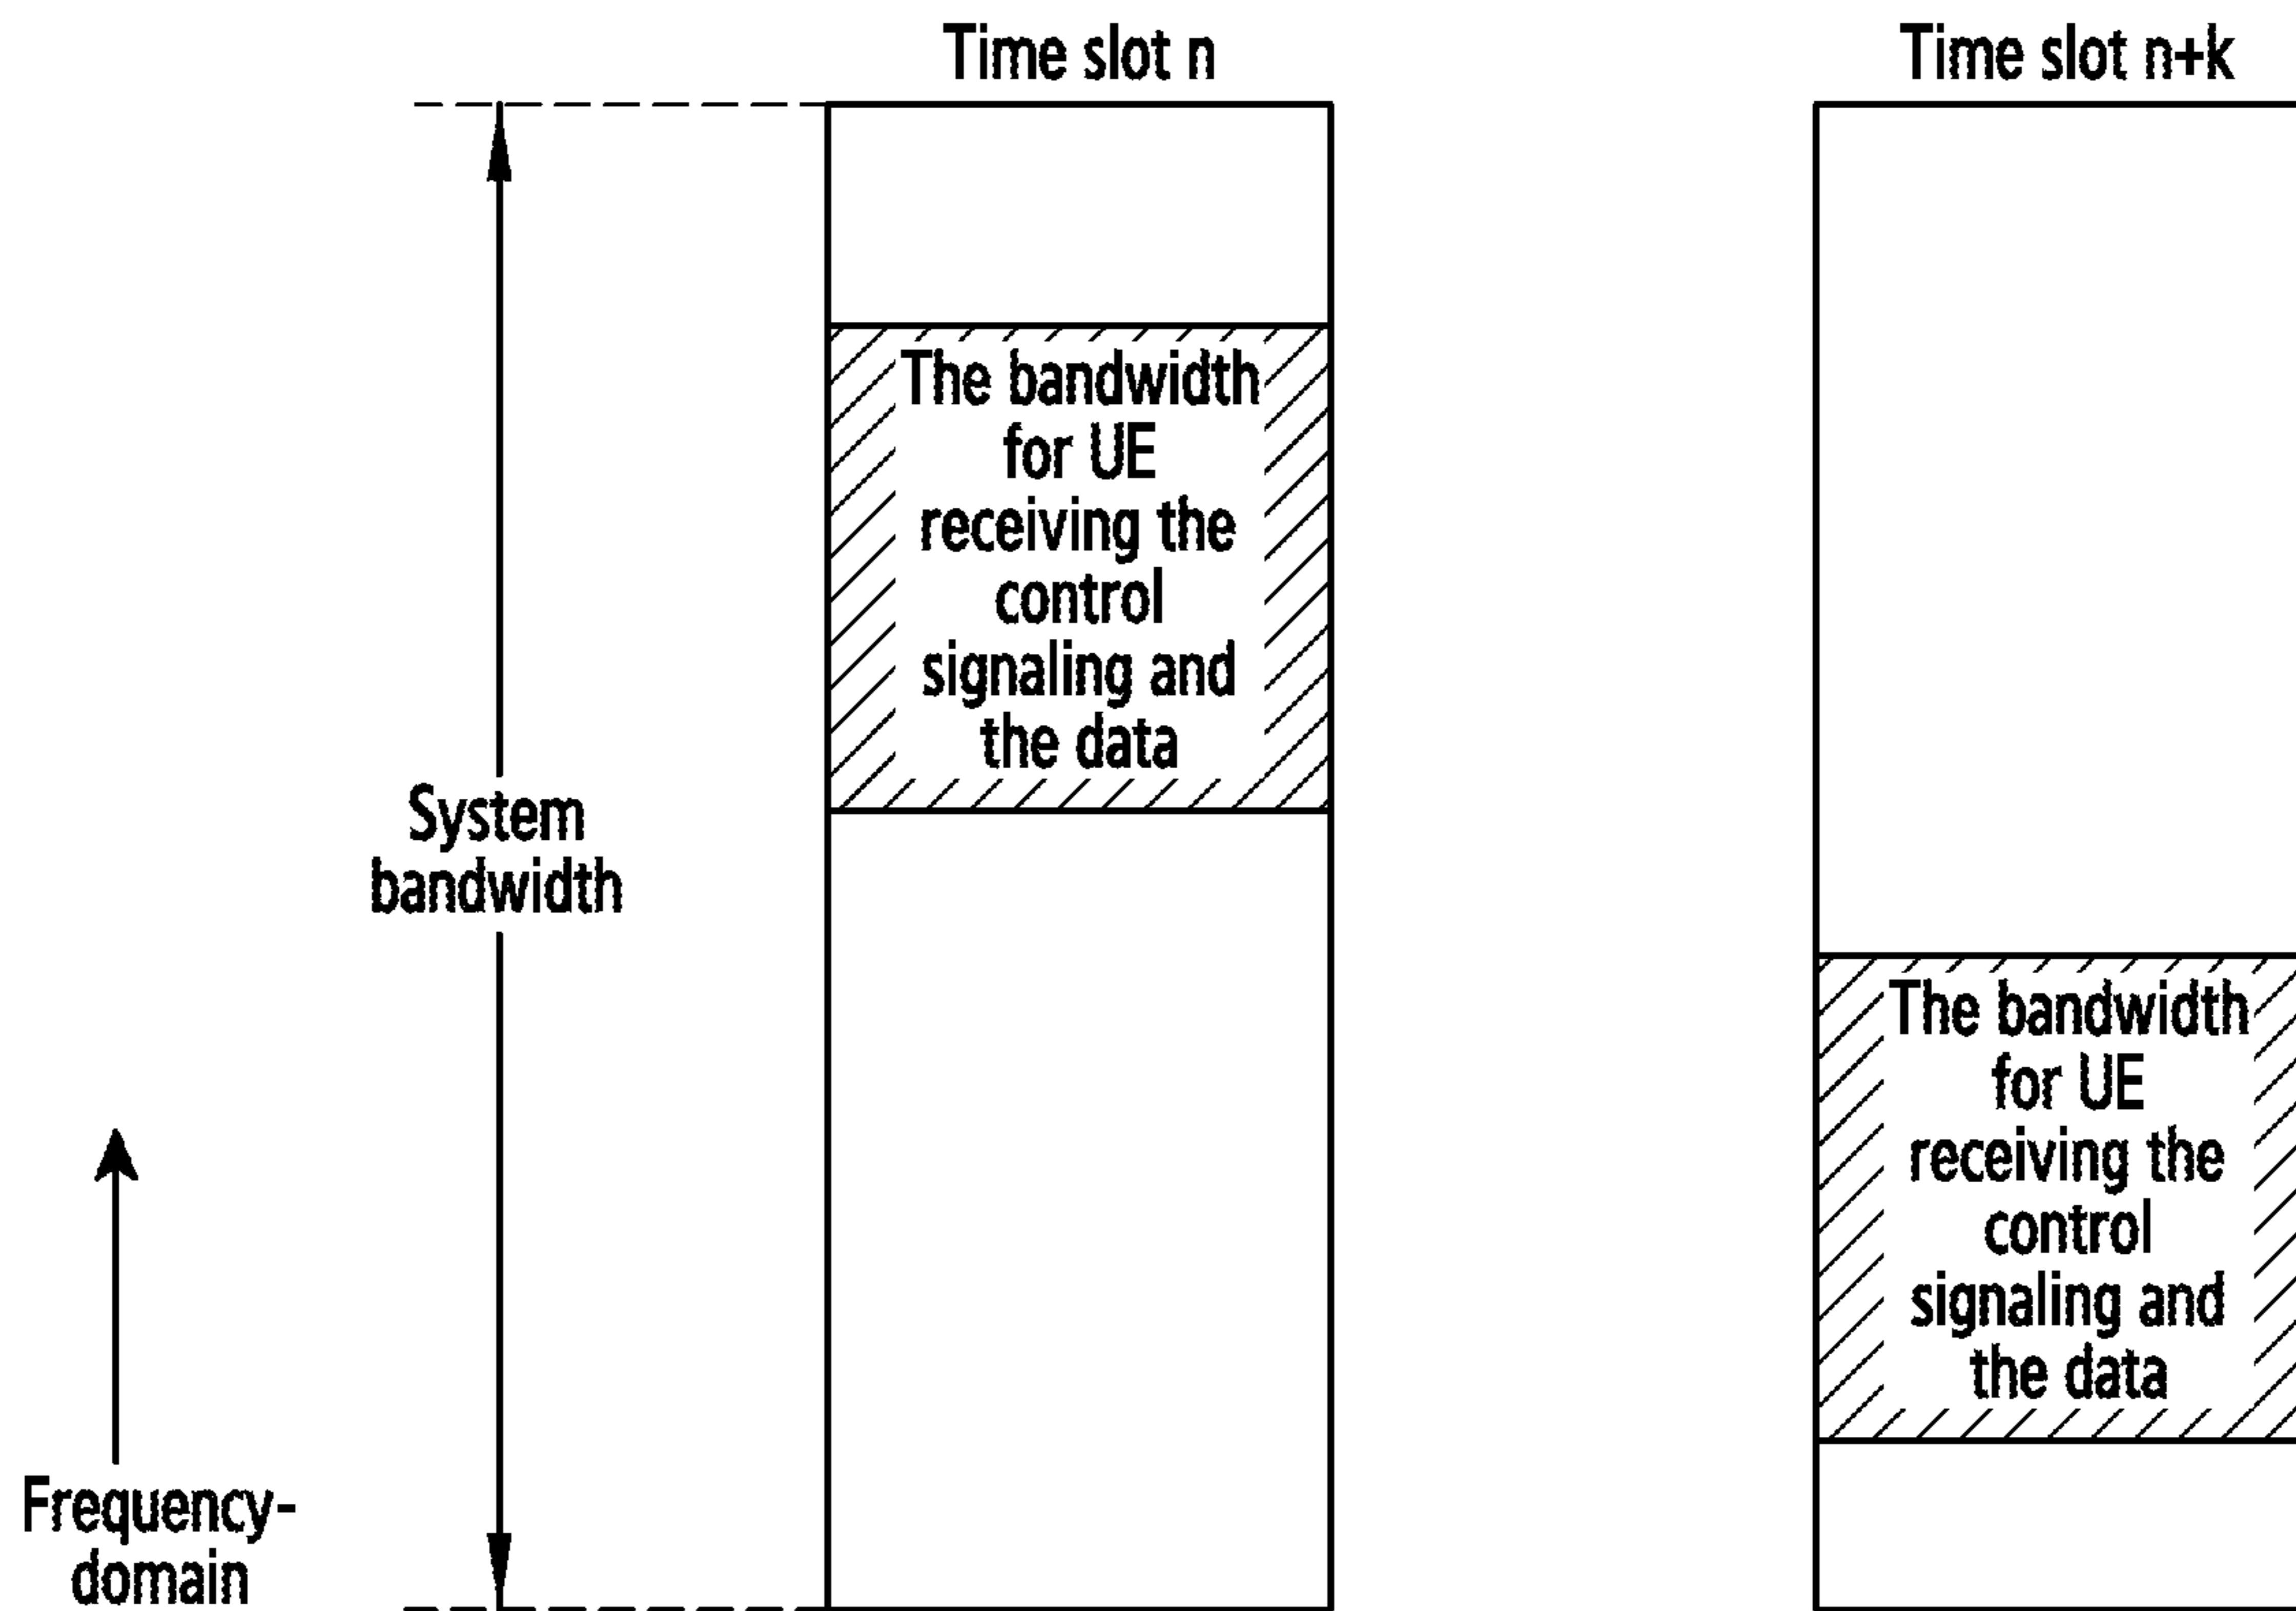 Time slot n
Time slot n+k
The bandwidth
for UE
receiving the
control
signaling and
the data
System
bandwidth
The bandwidth
for UE
receiving the
control
signaling and
the data
Frequency-
domain